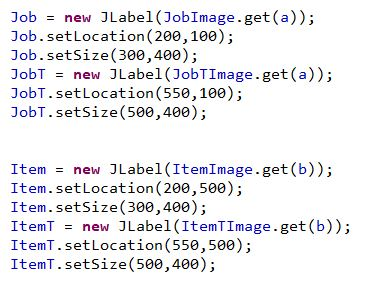 Job = new JLabel(JobImage.get(a));
Job.setLocation(200,100);
Job.setSize(300,400);
JobT = new JLabel(JobTImage.get(a));
JobT.setLocation(550,100);
JobT.setSize(500,400);
Item = new JLabel(ItemImage.get(b));
Item.setLocation(200,500);
Item.setSize(300,400);
ItemT = new JLabel(ItemTImage.get(b));
ItemT.setLocation(550,500);
ItemT.setSize(500,400);